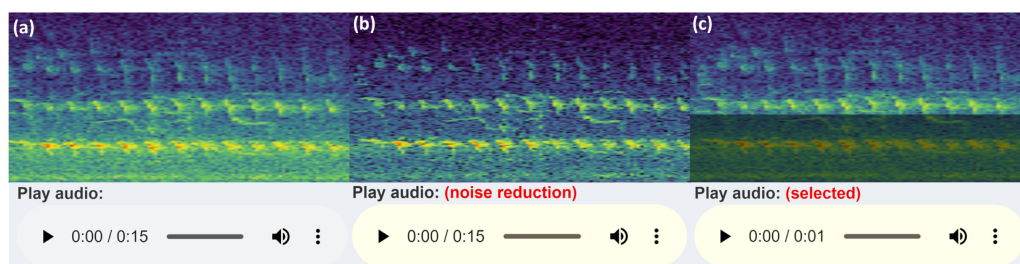 (a) (b) (c)
Play audio: Play audio: (noise reduction) Play audio: (selected)
0:00 / 0:15 0:00 / 0:15 0:00 / 0:01